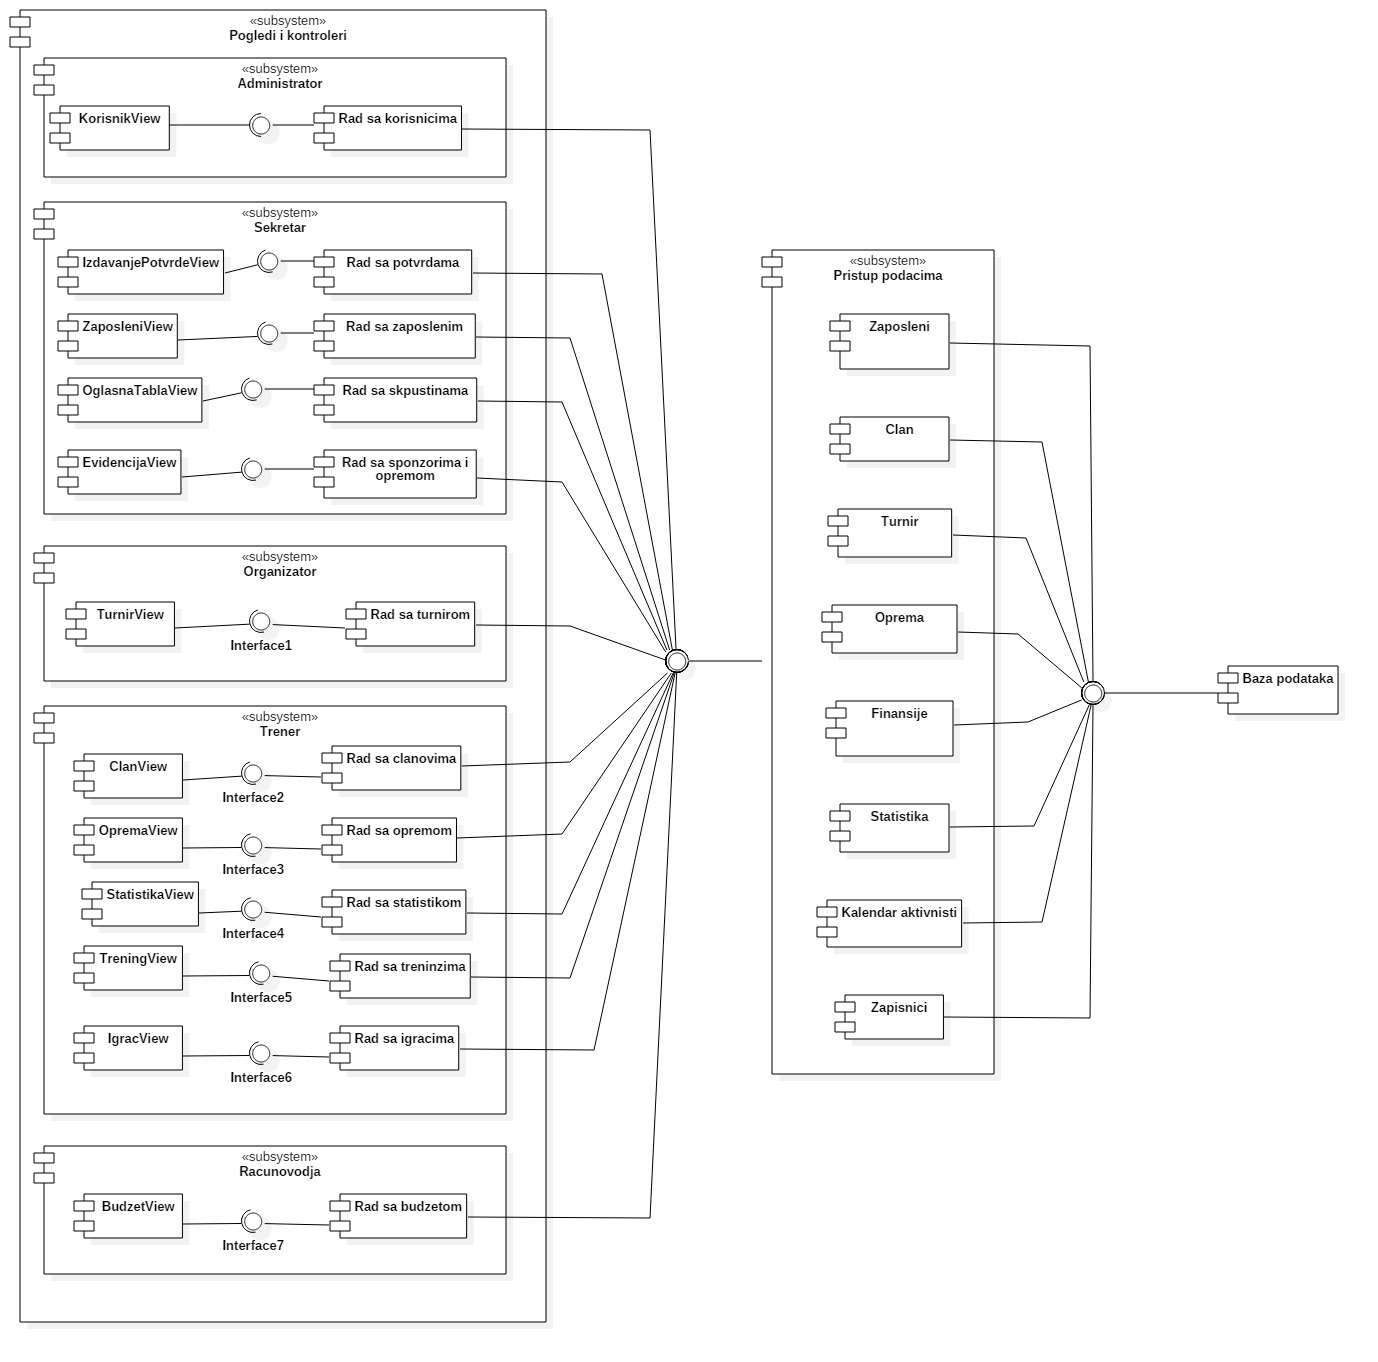 «subsystem»
Pogledi i kontroleri
«subsystem»
Administrator
KorisnikView
Rad sa korisnicima
«subsystem»
Sekretar
IzdavanjePotvrdeView
Rad sa potvrdama
ZaposleniView
Rad sa zaposlenim
OglasnaTablaView
Rad sa skpustinama
EvidencijaView
Rad sa sponzorima i
opremom
«subsystem»
Organizator
TurnirView
Interface1
Rad sa turnirom
«subsystem»
Trener
ClanView
Interface2
Rad sa clanovima
OpremaView
Interface3
Rad sa opremom
StatistikaView
Interface4
Rad sa statistikom
TreningView
Interface5
Rad sa treninzima
IgracView
Interface6
Rad sa igracima
«subsystem»
Racunovodja
BudzetView
Interface7
Rad sa budzetom
«subsystem»
Pristup podacima
Zaposleni
Clan
Turnir
Oprema
Finansije
Statistika
Kalendar aktivnisti
Zapisnici
Baza podataka